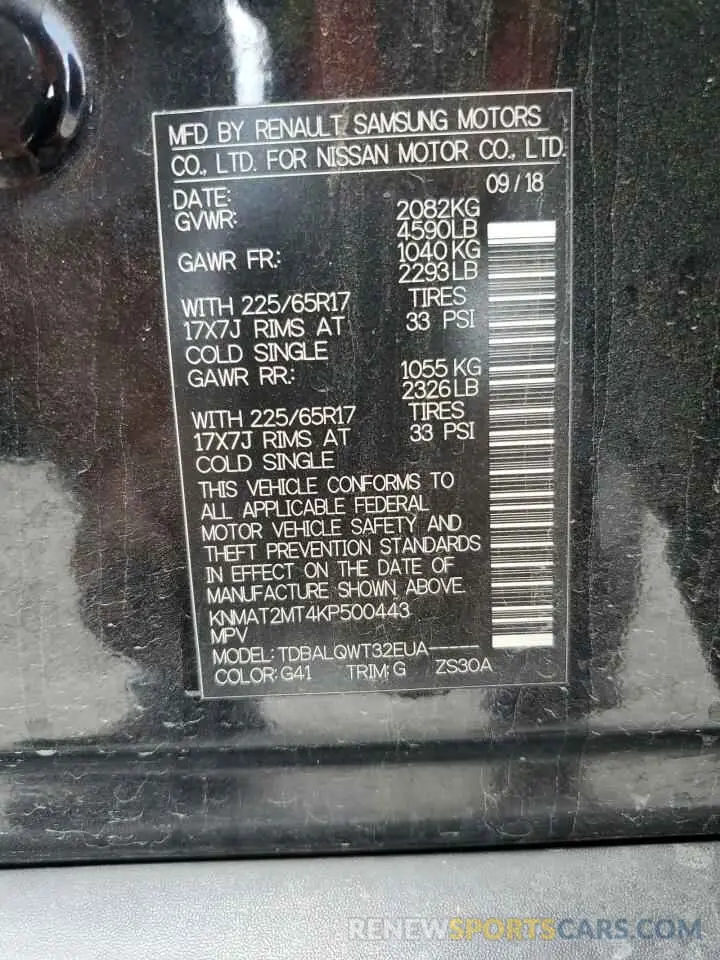 MFD BY RENAULT SAMSUNG MOTORS
CO., LTD. FOR NISSAN MOTOR CO., LTD.
DATE: 09/18
GVWR: 2082KG
4590LB
GAWR FR: 1040KG
2293LB
WITH 225/65R17 TIRES
17X7J RIMS AT 33 PSI
COLD SINGLE
GAWR RR: 1055KG
2326LB
WITH 225/65R17 TIRES
17X7J RIMS AT 33 PSI
COLD SINGLE
THIS VEHICLE CONFORMS TO
ALL APPLICABLE FEDERAL
MOTOR VEHICLE SAFETY AND
THEFT PREVENTION STANDARDS
IN EFFECT ON THE DATE OF
MANUFACTURE SHOWN ABOVE.
KNMAT2MT4KP500443
MPV
MODEL: TDBALQWT32EUA-----
COLOR: G41 TRIM: G ZS30A
RENEWSPORTSCARS.COM